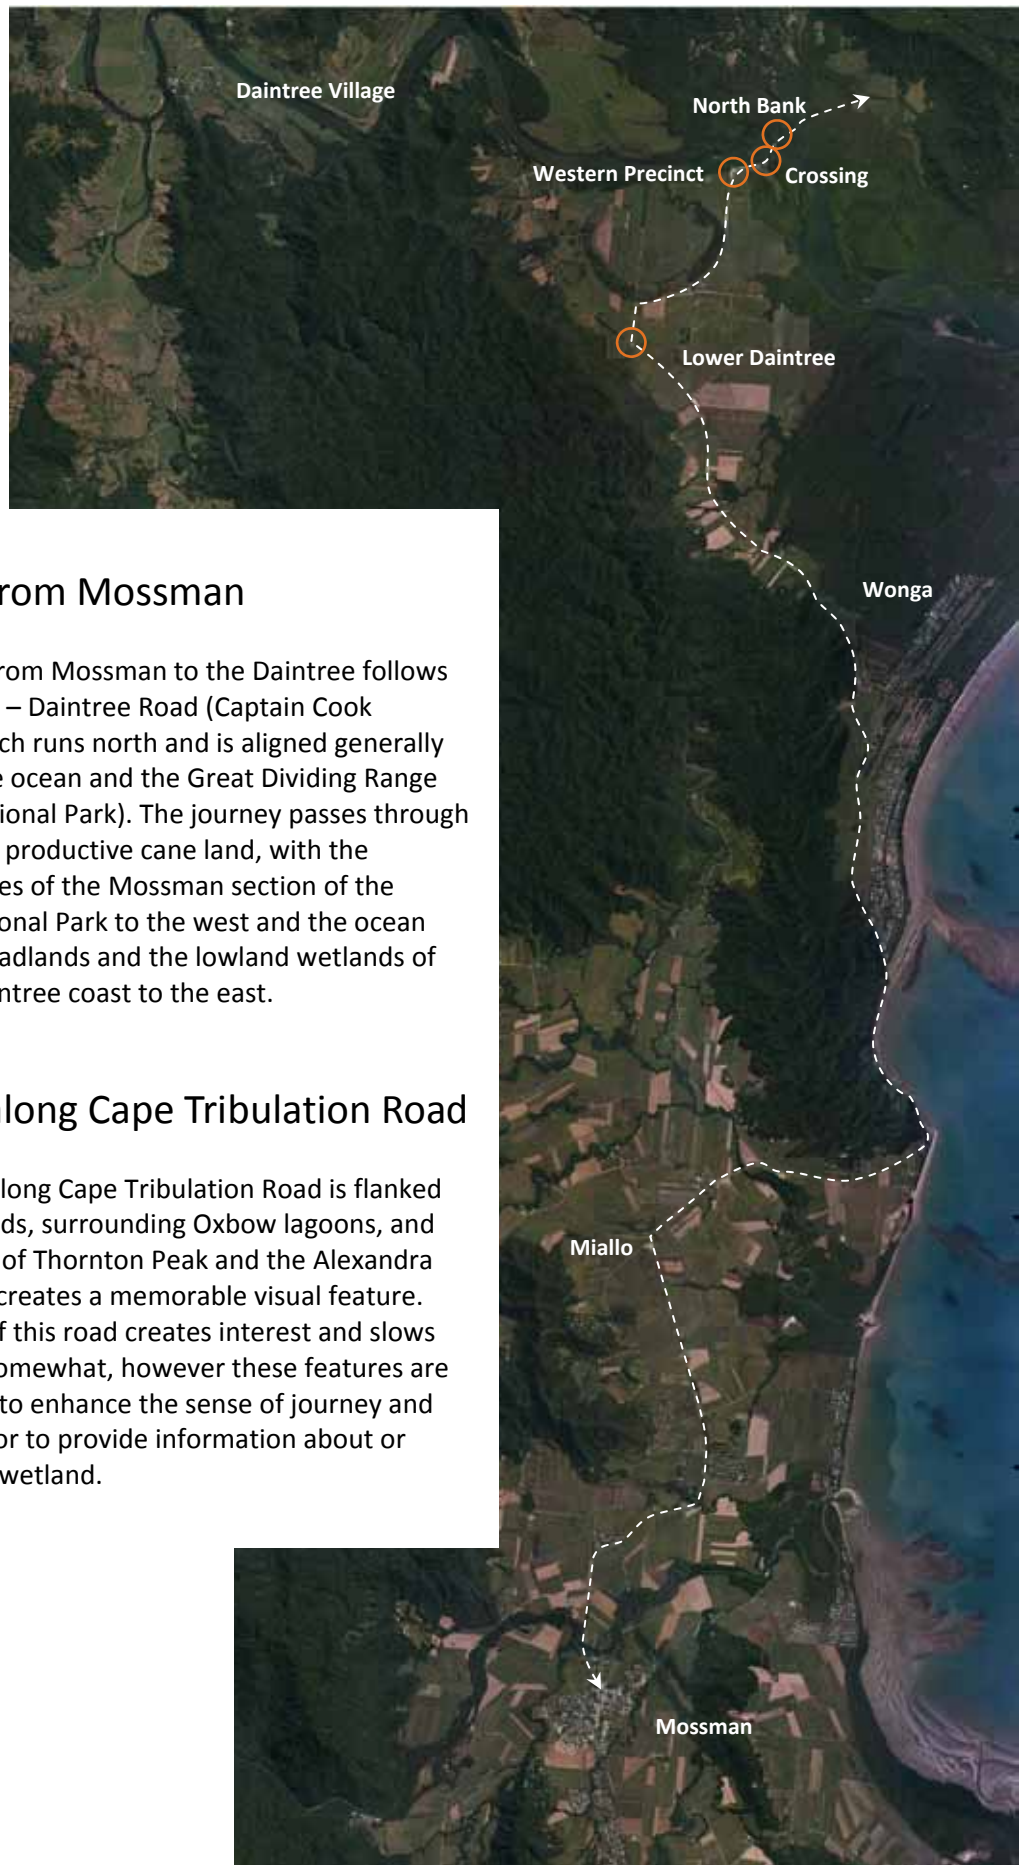 Daintree Village
North Bank
Western Precinct
Crossing
Lower Daintree
Wonga
Miallo
Mossman
rom Mossman
rom Mossman to the Daintree follows
– Daintree Road (Captain Cook
ch runs north and is aligned generally
e ocean and the Great Dividing Range
ional Park). The journey passes through
productive cane land, with the
es of the Mossman section of the
onal Park to the west and the ocean
adlands and the lowland wetlands of
ntree coast to the east.
long Cape Tribulation Road
long Cape Tribulation Road is flanked
ds, surrounding Oxbow lagoons, and
of Thornton Peak and the Alexandra
creates a memorable visual feature.
f this road creates interest and slows
omewhat, however these features are
to enhance the sense of journey and
or to provide information about or
wetland.